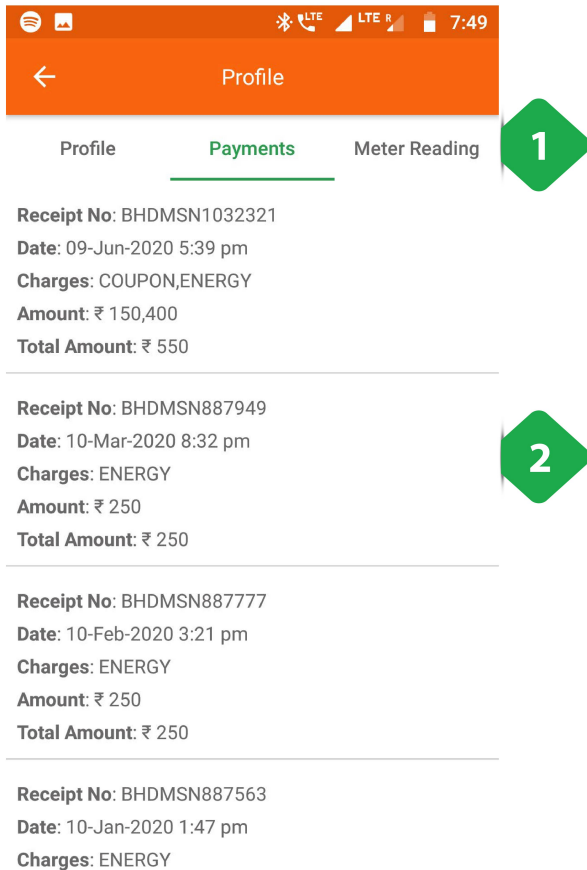 LTE LTE R 7:49
Profile
Profile Payments Meter Reading 1
Receipt No: BHDMSN1032321
Date: 09-Jun-2020 5:39 pm
Charges: COUPON,ENERGY
Amount: ₹ 150,400
Total Amount: ₹ 550
Receipt No: BHDMSN887949
Date: 10-Mar-2020 8:32 pm
2
Charges: ENERGY
Amount: ₹ 250
Total Amount: ₹ 250
Receipt No: BHDMSN887777
Date: 10-Feb-2020 3:21 pm
Charges: ENERGY
Amount: ₹ 250
Total Amount: ₹ 250
Receipt No: BHDMSN887563
Date: 10-Jan-2020 1:47 pm
Charges: ENERGY